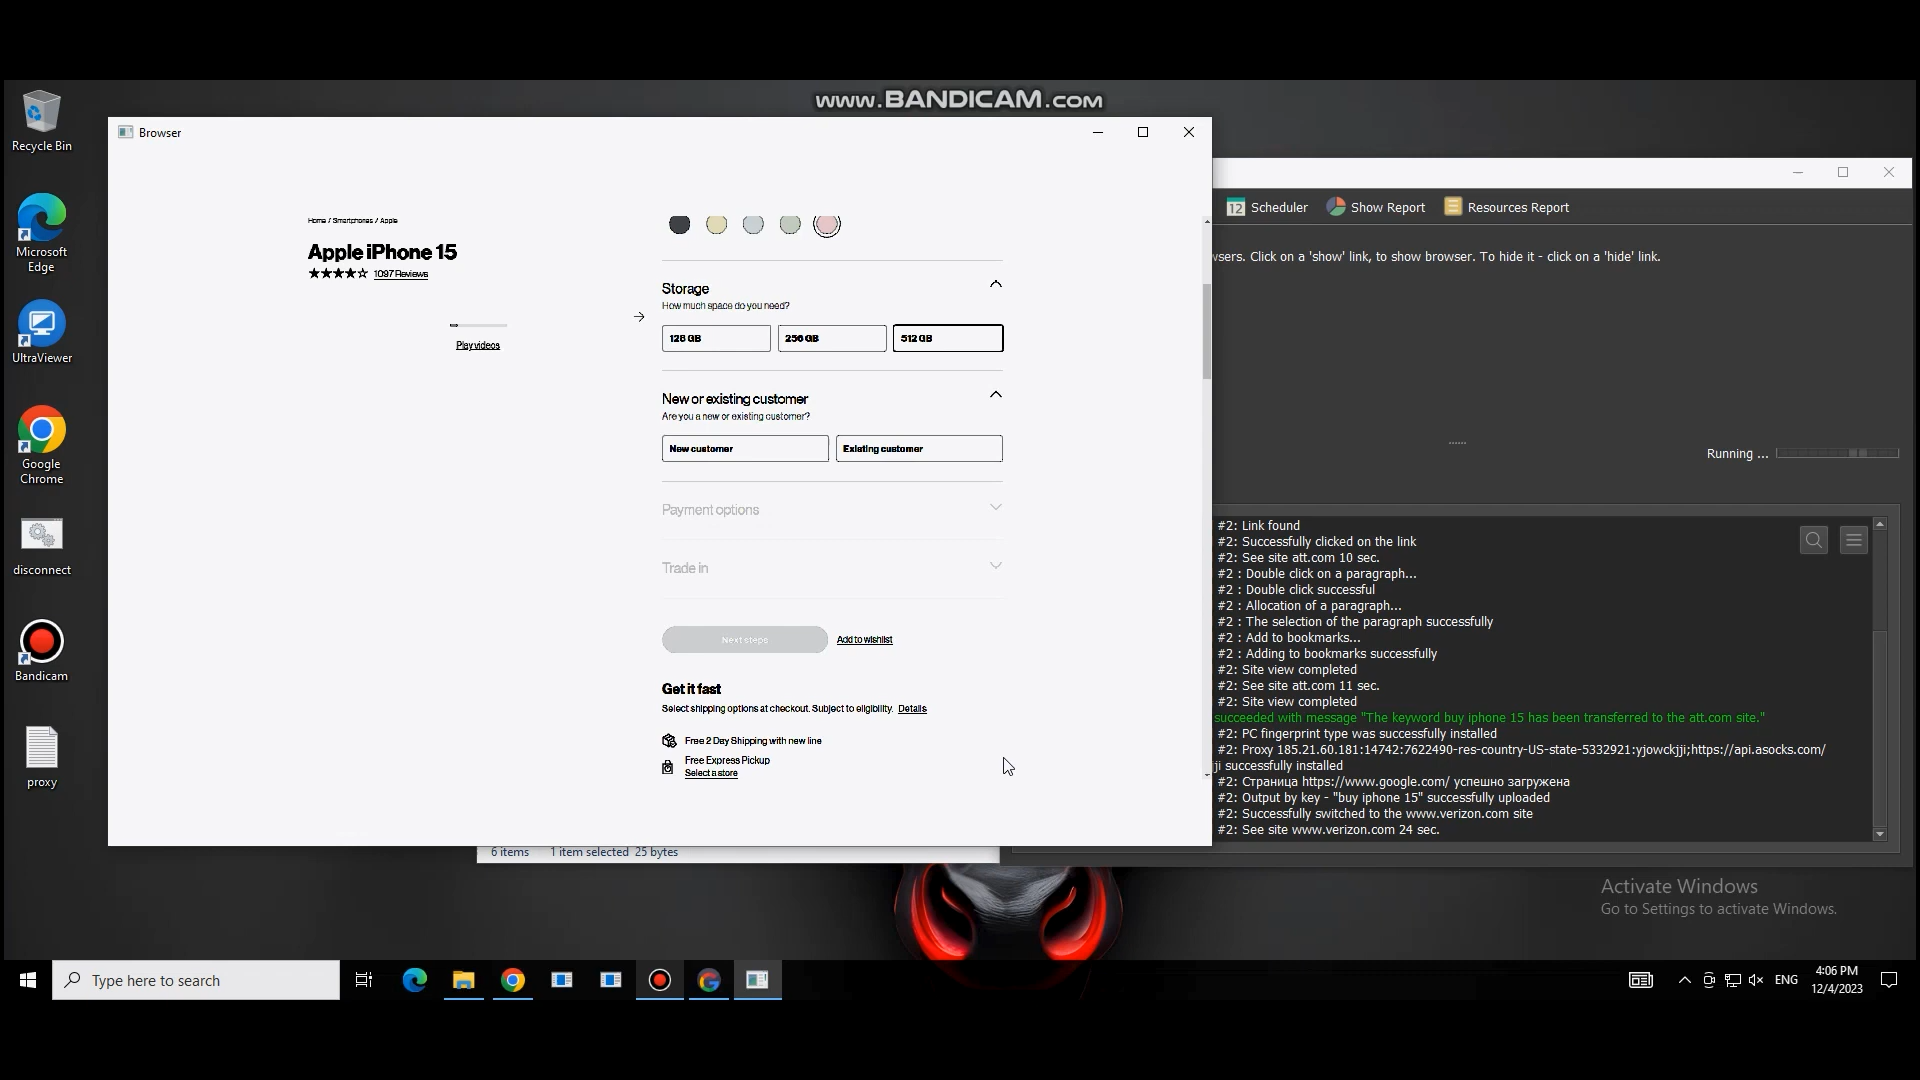 www.BANDICAM.com
Recycle Bin
Microsoft
Edge
UltraViewer
Google
Chrome
disconnect
Bandicam
proxy
Browser
Home / Smartphones / Apple
Apple iPhone 15
1097 Reviews
Play videos
Storage
How much space do you need?
128 GB
256 GB
512 GB
New or existing customer
Are you a new or existing customer?
New customer
Existing customer
Payment options
Trade in
Next steps
Add to wishlist
Get it fast
Select shipping options at checkout. Subject to eligibility. Details
Free 2 Day Shipping with new line
Free Express Pickup
Select a store
6 items 1 item selected 25 bytes
12 Scheduler
Show Report
Resources Report
wsers. Click on a 'show' link, to show browser. To hide it - click on a 'hide' link.
Running ...
#2: Link found
#2: Successfully clicked on the link
#2: See site att.com 10 sec.
#2 : Double click on a paragraph...
#2 : Double click successful
#2 : Allocation of a paragraph...
#2 : The selection of the paragraph successfully
#2 : Add to bookmarks...
#2 : Adding to bookmarks successfully
#2: Site view completed
#2: See site att.com 11 sec.
#2: Site view completed
succeeded with message "The keyword buy iphone 15 has been transferred to the att.com site."
#2: PC fingerprint type was successfully installed
#2: Proxy 185.21.60.181:14742:7622490-res-country-US-state-5332921:yjowckjji;https://api.asocks.com/
ji successfully installed
#2: Страница https://www.google.com/ успешно загружена
#2: Output by key - "buy iphone 15" successfully uploaded
#2: Successfully switched to the www.verizon.com site
#2: See site www.verizon.com 24 sec.
Activate Windows
Go to Settings to activate Windows.
Type here to search
ENG
4:06 PM
12/4/2023